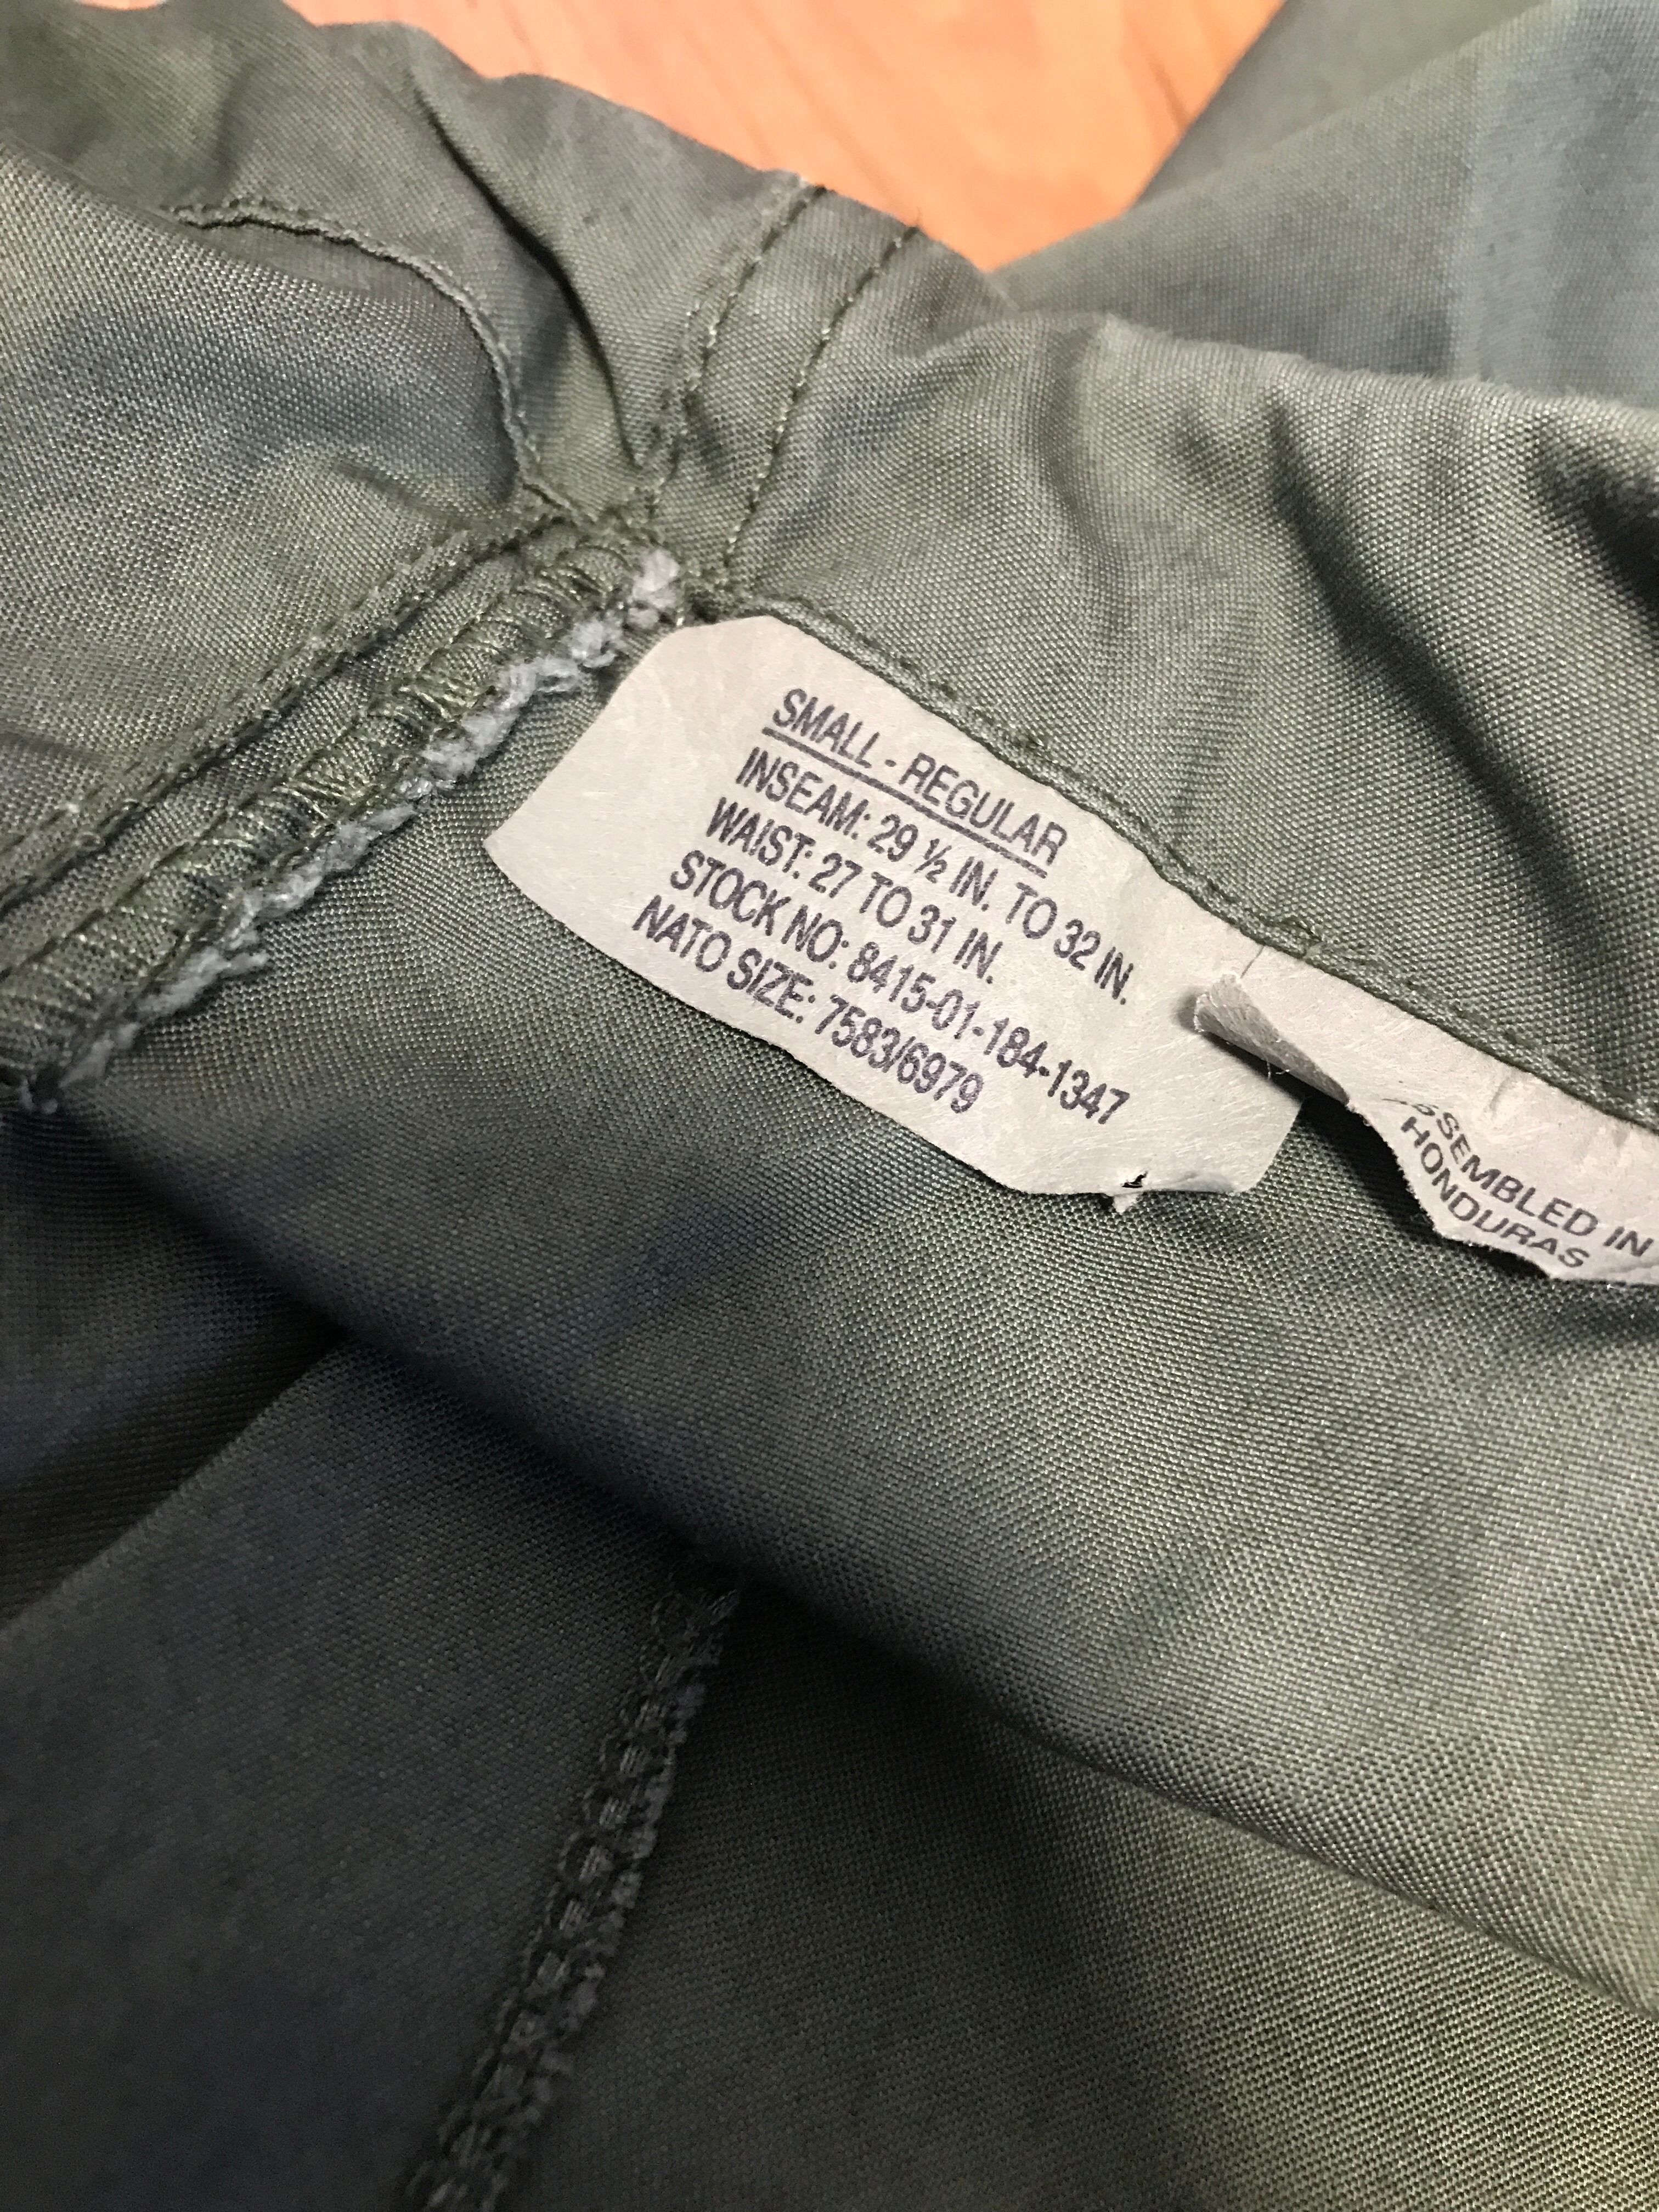 SMALL - REGULAR
INSEAM: 29 ½ IN. TO 32 IN.
WAIST: 27 TO 31 IN.
STOCK NO: 8415-01-184-1347
NATO SIZE: 7583/6979
ASSEMBLED IN
HONDURAS